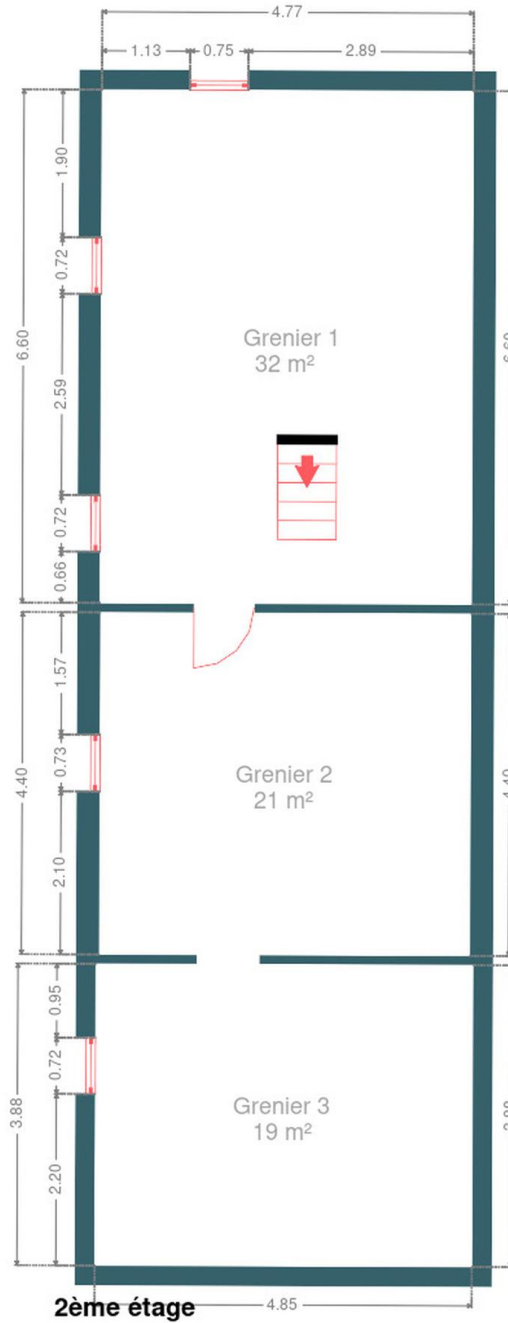 4.77
1.13
0.75
2.89
1.90
0.72
6.60
2.59
Grenier 1
32 m²
0.72
0.66
1.57
4.40
0.73
Grenier 2
21 m²
2.10
0.95
0.72
3.88
Grenier 3
19 m²
2.20
2ème étage
4.85